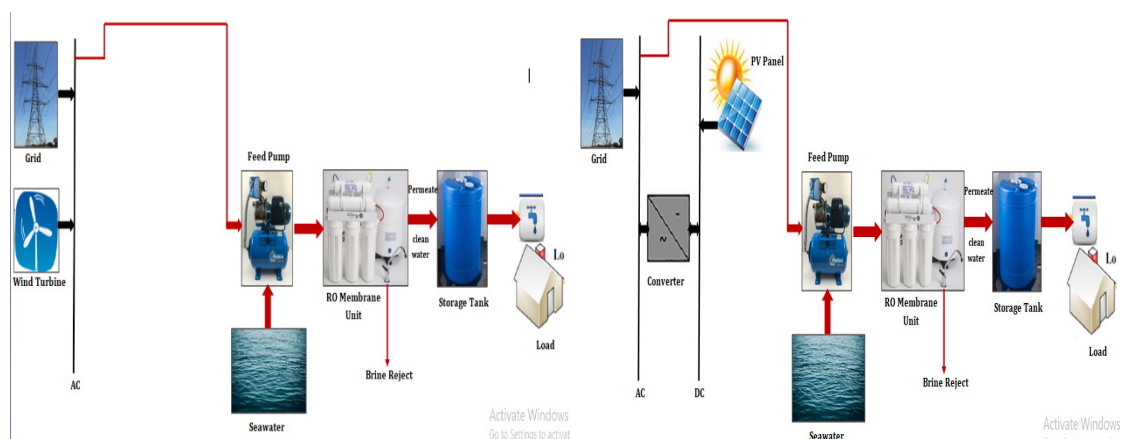 Grid
Wind Turbine
AC
Feed Pump
RO Membrane
Unit
Permeate
clean
water
Storage Tank
Lo
Load
Brine Reject
Seawater
Activate Windows
Go to Settings to activat
PV Panel
Grid
Converter
AC
DC
Feed Pump
RO Membrane
Unit
Permeate
clean
water
Storage Tank
Lo
Load
Brine Reject
Seawater
Activate Windows